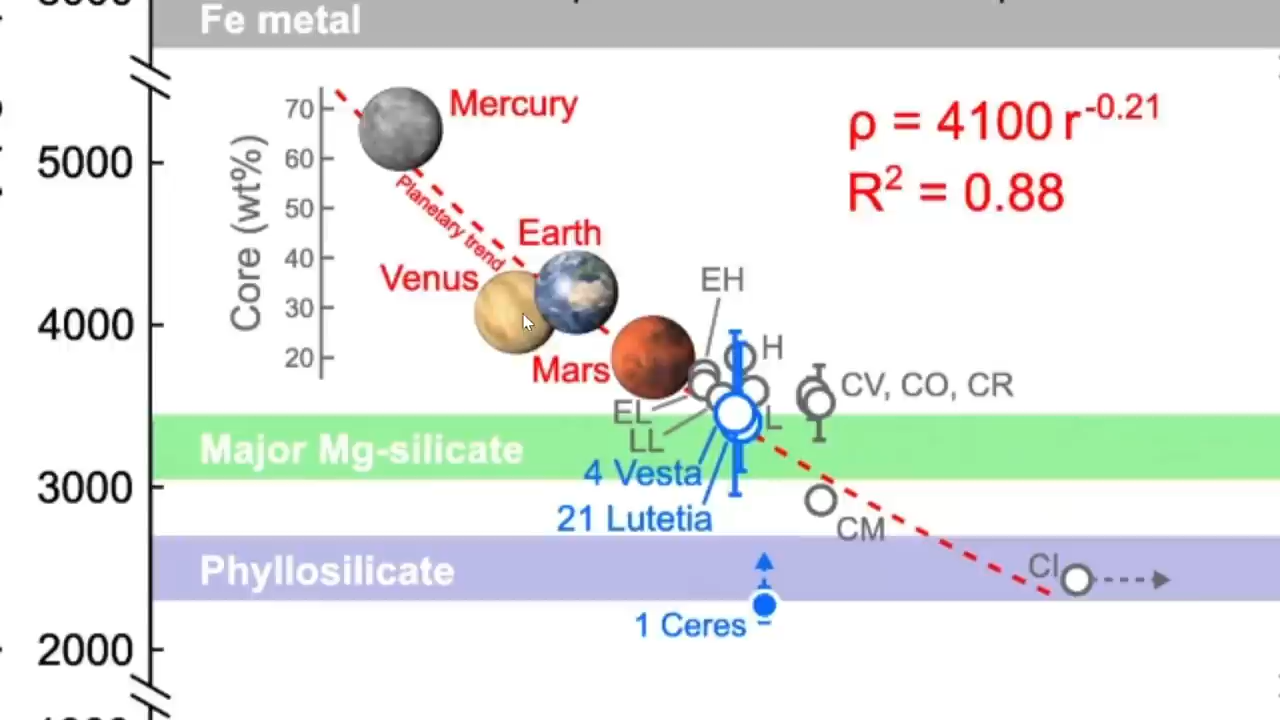 Fe metal
Mercury
ρ = 4100 r-0.21
R2 = 0.88
70
60
50
40
30
20
Core (wt%)
Planetary trend
Earth
Venus
Mars
EH
H
CV, CO, CR
EL
LL
L
5000
4000
3000
2000
Major Mg-silicate
4 Vesta
21 Lutetia
CM
Phyllosilicate
CI
1 Ceres